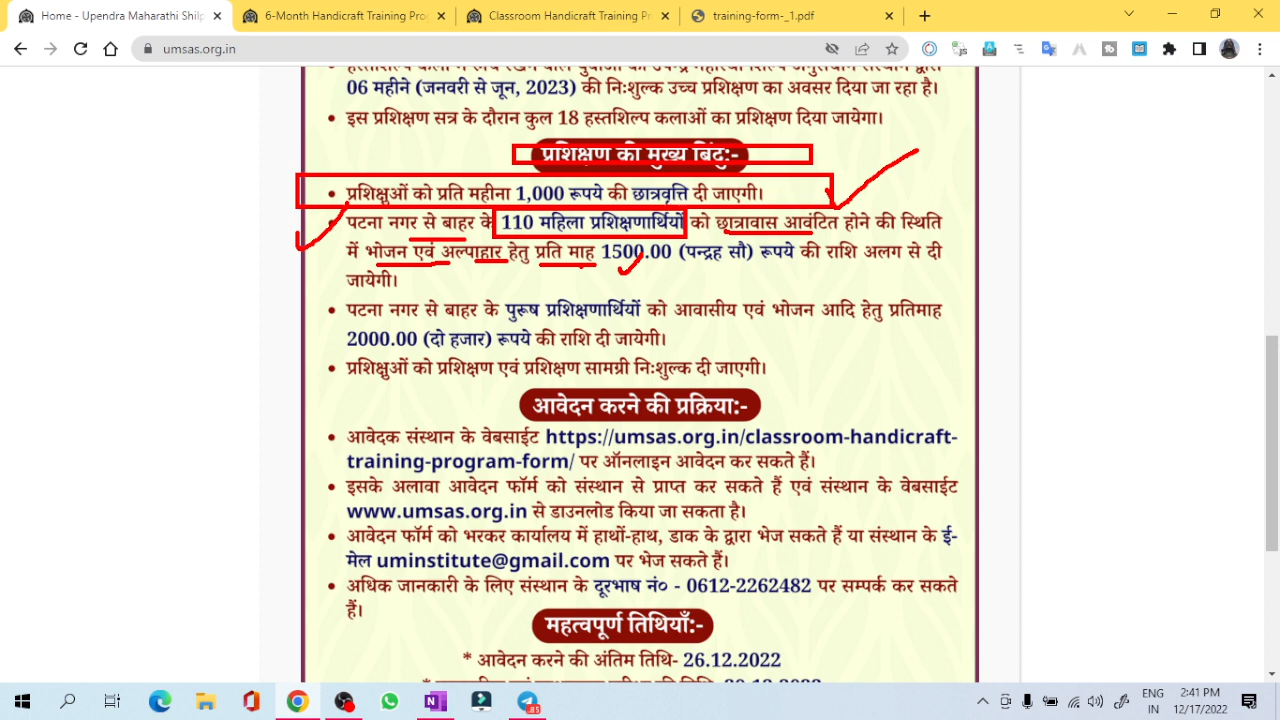 Home - Upendra Maharathi Shilp
6-Month Handicraft Training Pro
Classroom Handicraft Training Pr
training-form-_1.pdf
umsas.org.in
06 महीने (जनवरी से जून, 2023) की निःशुल्क उच्च प्रशिक्षण का अवसर दिया जा रहा है।
• इस प्रशिक्षण सत्र के दौरान कुल 18 हस्तशिल्प कलाओं का प्रशिक्षण दिया जायेगा।
प्रशिक्षण की मुख्य बिंदु:-
• प्रशिक्षुओं को प्रति महीना 1,000 रूपये की छात्रवृत्ति दी जाएगी।
• पटना नगर से बाहर के 110 महिला प्रशिक्षणार्थियों को छात्रावास आवंटित होने की स्थिति
में भोजन एवं अल्पाहार हेतु प्रति माह 1500.00 (पन्द्रह सौ) रूपये की राशि अलग से दी
जायेगी।
• पटना नगर से बाहर के पुरूष प्रशिक्षणार्थियों को आवासीय एवं भोजन आदि हेतु प्रतिमाह
2000.00 (दो हजार) रूपये की राशि दी जायेगी।
• प्रशिक्षुओं को प्रशिक्षण एवं प्रशिक्षण सामग्री निःशुल्क दी जाएगी।
आवेदन करने की प्रक्रिया:-
• आवेदक संस्थान के वेबसाईट https://umsas.org.in/classroom-handicraft-
training-program-form/ पर ऑनलाइन आवेदन कर सकते हैं।
• इसके अलावा आवेदन फॉर्म को संस्थान से प्राप्त कर सकते हैं एवं संस्थान के वेबसाईट
www.umsas.org.in से डाउनलोड किया जा सकता है।
• आवेदन फॉर्म को भरकर कार्यालय में हाथों-हाथ, डाक के द्वारा भेज सकते हैं या संस्थान के ई-
मेल uminstitute@gmail.com पर भेज सकते हैं।
• अधिक जानकारी के लिए संस्थान के दूरभाष नं० - 0612-2262482 पर सम्पर्क कर सकते
हैं।
महत्वपूर्ण तिथियाँ:-
* आवेदन करने की अंतिम तिथि- 26.12.2022
ENG
IN
2:41 PM
12/17/2022